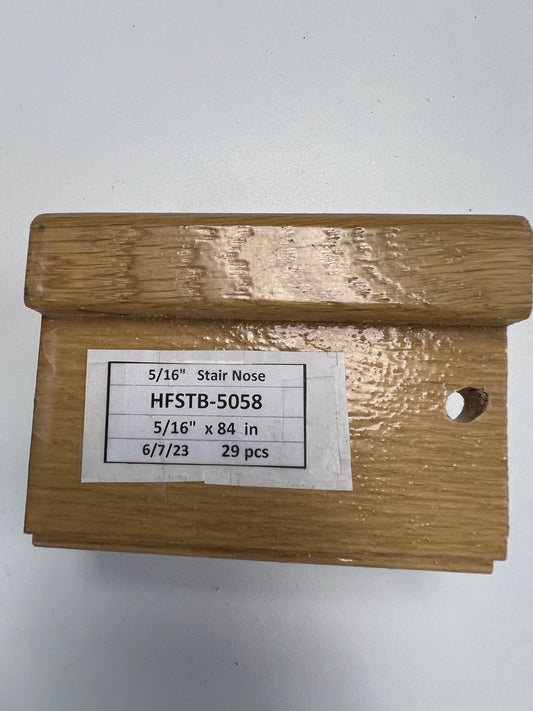 5/16" Stair Nose
HFSTB-5058
5/16" x 84 in
6/7/23 29 pcs